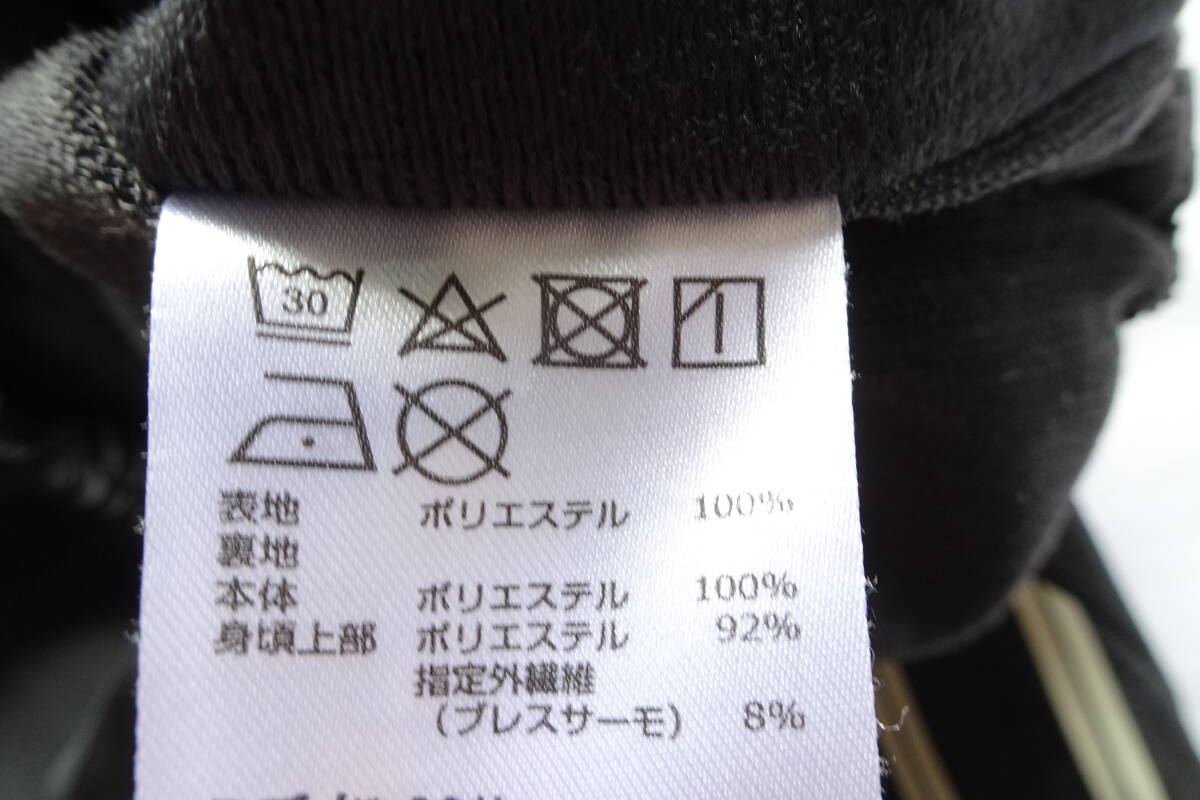 30
表地 ポリエステル 100%
裏地
本体 ポリエステル 100%
身頃上部 ポリエステル 92%
指定外繊維
(ブレスサーモ) 8%